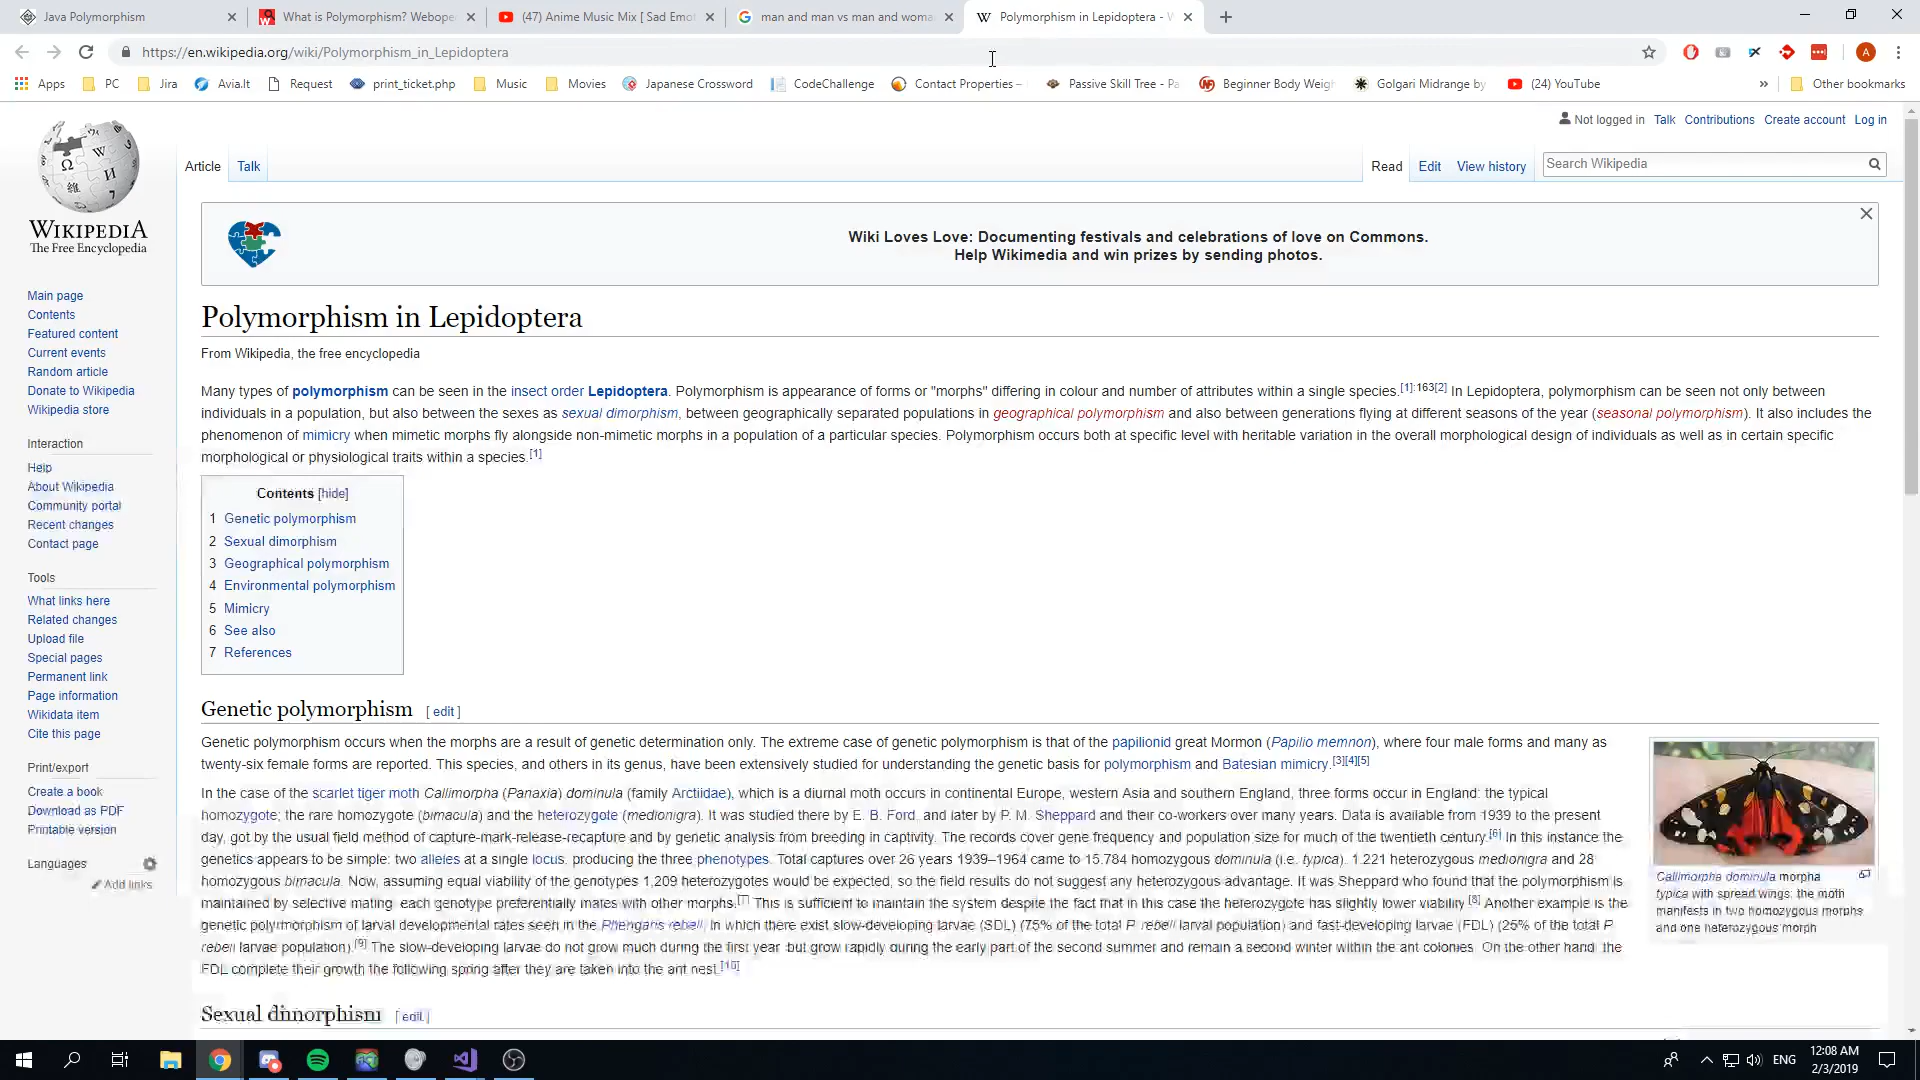 Java Polymorphism
What is Polymorphism? Webope
(47) Anime Music Mix [ Sad Emo
man and man vs man and woma
Polymorphism in Lepidoptera - W
https://en.wikipedia.org/wiki/Polymorphism_in_Lepidoptera
A
Apps PC Jira Avia.lt Request print_ticket.php Music Movies Japanese Crossword CodeChallenge Contact Properties – Passive Skill Tree - Pa Beginner Body Weigh Golgari Midrange by (24) YouTube » Other bookmarks
Not logged in Talk Contributions Create account Log in
Article Talk Read Edit View history Search Wikipedia
WIKIPEDIA
The Free Encyclopedia
Main page
Contents
Featured content
Current events
Random article
Donate to Wikipedia
Wikipedia store
Interaction
Help
About Wikipedia
Community portal
Recent changes
Contact page
Tools
What links here
Related changes
Upload file
Special pages
Permanent link
Page information
Wikidata item
Cite this page
Print/export
Create a book
Download as PDF
Printable version
Languages
Add links
Wiki Loves Love: Documenting festivals and celebrations of love on Commons.
Help Wikimedia and win prizes by sending photos.
Polymorphism in Lepidoptera
From Wikipedia, the free encyclopedia
Many types of polymorphism can be seen in the insect order Lepidoptera. Polymorphism is appearance of forms or "morphs" differing in colour and number of attributes within a single species.[1]:163[2] In Lepidoptera, polymorphism can be seen not only between
individuals in a population, but also between the sexes as sexual dimorphism, between geographically separated populations in geographical polymorphism and also between generations flying at different seasons of the year (seasonal polymorphism). It also includes the
phenomenon of mimicry when mimetic morphs fly alongside non-mimetic morphs in a population of a particular species. Polymorphism occurs both at specific level with heritable variation in the overall morphological design of individuals as well as in certain specific
morphological or physiological traits within a species.[1]
Contents [hide]
1 Genetic polymorphism
2 Sexual dimorphism
3 Geographical polymorphism
4 Environmental polymorphism
5 Mimicry
6 See also
7 References
Genetic polymorphism [ edit ]
Genetic polymorphism occurs when the morphs are a result of genetic determination only. The extreme case of genetic polymorphism is that of the papilionid great Mormon (Papilio memnon), where four male forms and many as
twenty-six female forms are reported. This species, and others in its genus, have been extensively studied for understanding the genetic basis for polymorphism and Batesian mimicry.[3][4][5]
In the case of the scarlet tiger moth Callimorpha (Panaxia) dominula (family Arctiidae), which is a diurnal moth occurs in continental Europe, western Asia and southern England, three forms occur in England: the typical
homozygote; the rare homozygote (bimacula) and the heterozygote (medionigra). It was studied there by E. B. Ford. and later by P. M. Sheppard and their co-workers over many years. Data is available from 1939 to the present
day, got by the usual field method of capture-mark-release-recapture and by genetic analysis from breeding in captivity. The records cover gene frequency and population size for much of the twentieth century.[6] In this instance the
genetics appears to be simple: two alleles at a single locus. producing the three phenotypes. Total captures over 26 years 1939–1964 came to 15.784 homozygous dominula (i.e. typica). 1.221 heterozygous medionigra and 28
homozygous bimacula. Now, assuming equal viability of the genotypes 1,209 heterozygotes would be expected, so the field results do not suggest any heterozygous advantage. It was Sheppard who found that the polymorphism is
maintained by selective mating: each genotype preferentially mates with other morphs.[7] This is sufficient to maintain the system despite the fact that in this case the heterozygote has slightly lower viability.[8] Another example is the
genetic polymorphism of larval developmental rates seen in the Phengaris rebeli in which there exist slow-developing larvae (SDL) (75% of the total P rebeli larval population) and fast-developing larvae (FDL) (25% of the total P.
rebeli larvae population).[9] The slow-developing larvae do not grow much during the first year but grow rapidly during the early part of the second summer and remain a second winter within the ant colonies. On the other hand the
FDL complete their growth the following spring after they are taken into the ant nest.[10]
Callimorpha dominula morpha
typica with spread wings. the moth
manifests in two homozygous morphs
and one heterozygous morph
Sexual dimorphism [ edit ]
ENG
12:08 AM
2/3/2019